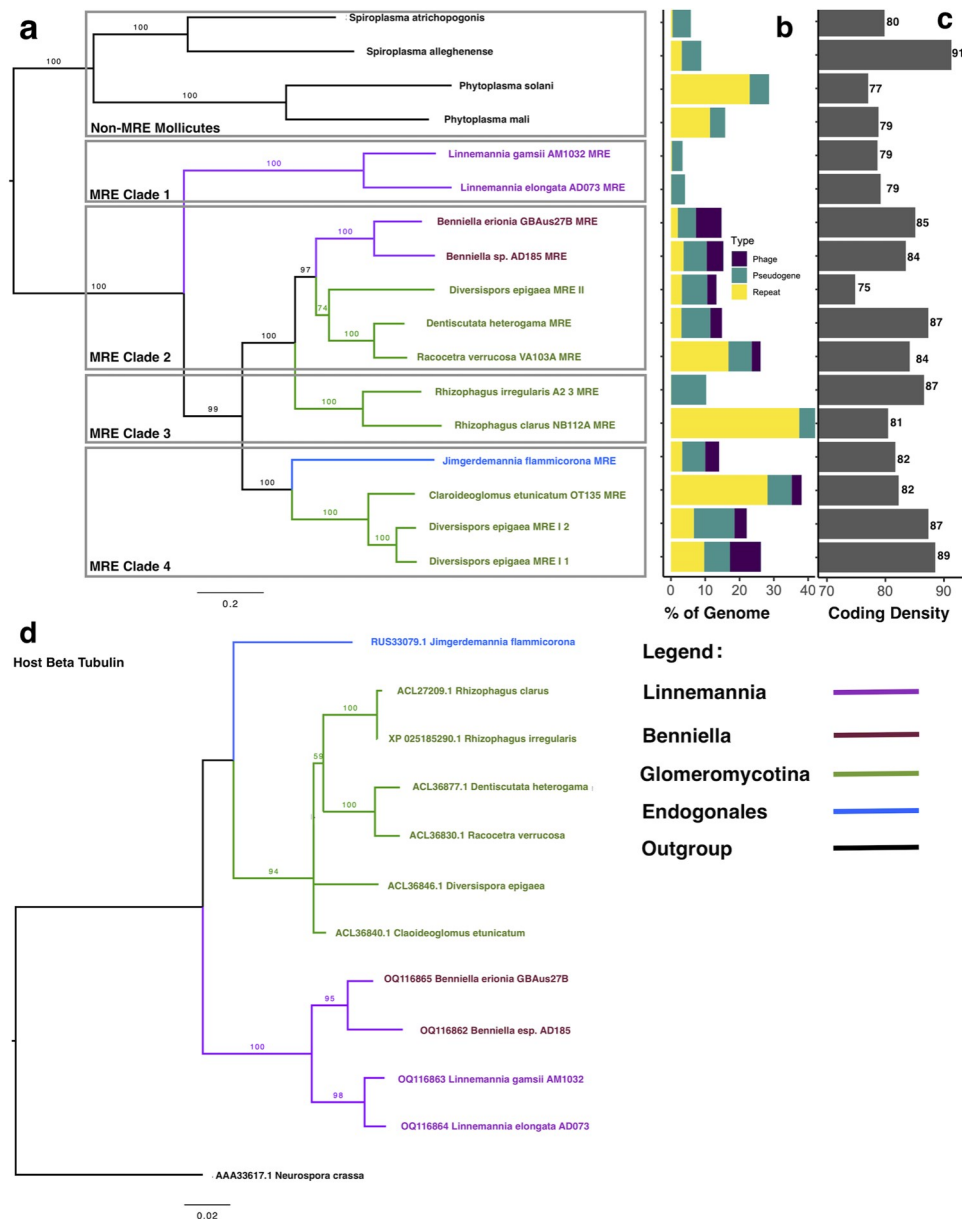 a
b
c
Spiroplasma atrichopogonis
Spiroplasma alleghenense
Phytoplasma solani
Phytoplasma mali
Non-MRE Mollicutes
100
100
100
Linnemannia gamsii AM1032 MRE
Linnemannia elongata AD073 MRE
MRE Clade 1
100
Benniella erionia GBAus27B MRE
Benniella sp. AD185 MRE
Diversispors epigaea MRE II
Dentiscutata heterogama MRE
Racocetra verrucosa VA103A MRE
MRE Clade 2
100
100
97
74
100
100
Rhizophagus irregularis A2 3 MRE
Rhizophagus clarus NB112A MRE
MRE Clade 3
100
99
Jimgerdemannia flammicorona MRE
Claroideoglomus etunicatum OT135 MRE
Diversispors epigaea MRE I 2
Diversispors epigaea MRE I 1
MRE Clade 4
100
100
100
0.2
Type
Phage
Pseudogene
Repeat
0 10 20 30 40
% of Genome
80
91
77
79
79
79
85
84
75
87
84
87
81
82
82
87
89
70 80 90
Coding Density
d
Host Beta Tubulin
RUS33079.1 Jimgerdemannia flammicorona
ACL27209.1 Rhizophagus clarus
XP 025185290.1 Rhizophagus irregularis
ACL36877.1 Dentiscutata heterogama
ACL36830.1 Racocetra verrucosa
ACL36846.1 Diversispora epigaea
ACL36840.1 Claoideoglomus etunicatum
OQ116865 Benniella erionia GBAus27B
OQ116862 Benniella esp. AD185
OQ116863 Linnemannia gamsii AM1032
OQ116864 Linnemannia elongata AD073
AAA33617.1 Neurospora crassa
100
59
100
94
95
100
98
0.02
Legend :
Linnemannia
Benniella
Glomeromycotina
Endogonales
Outgroup